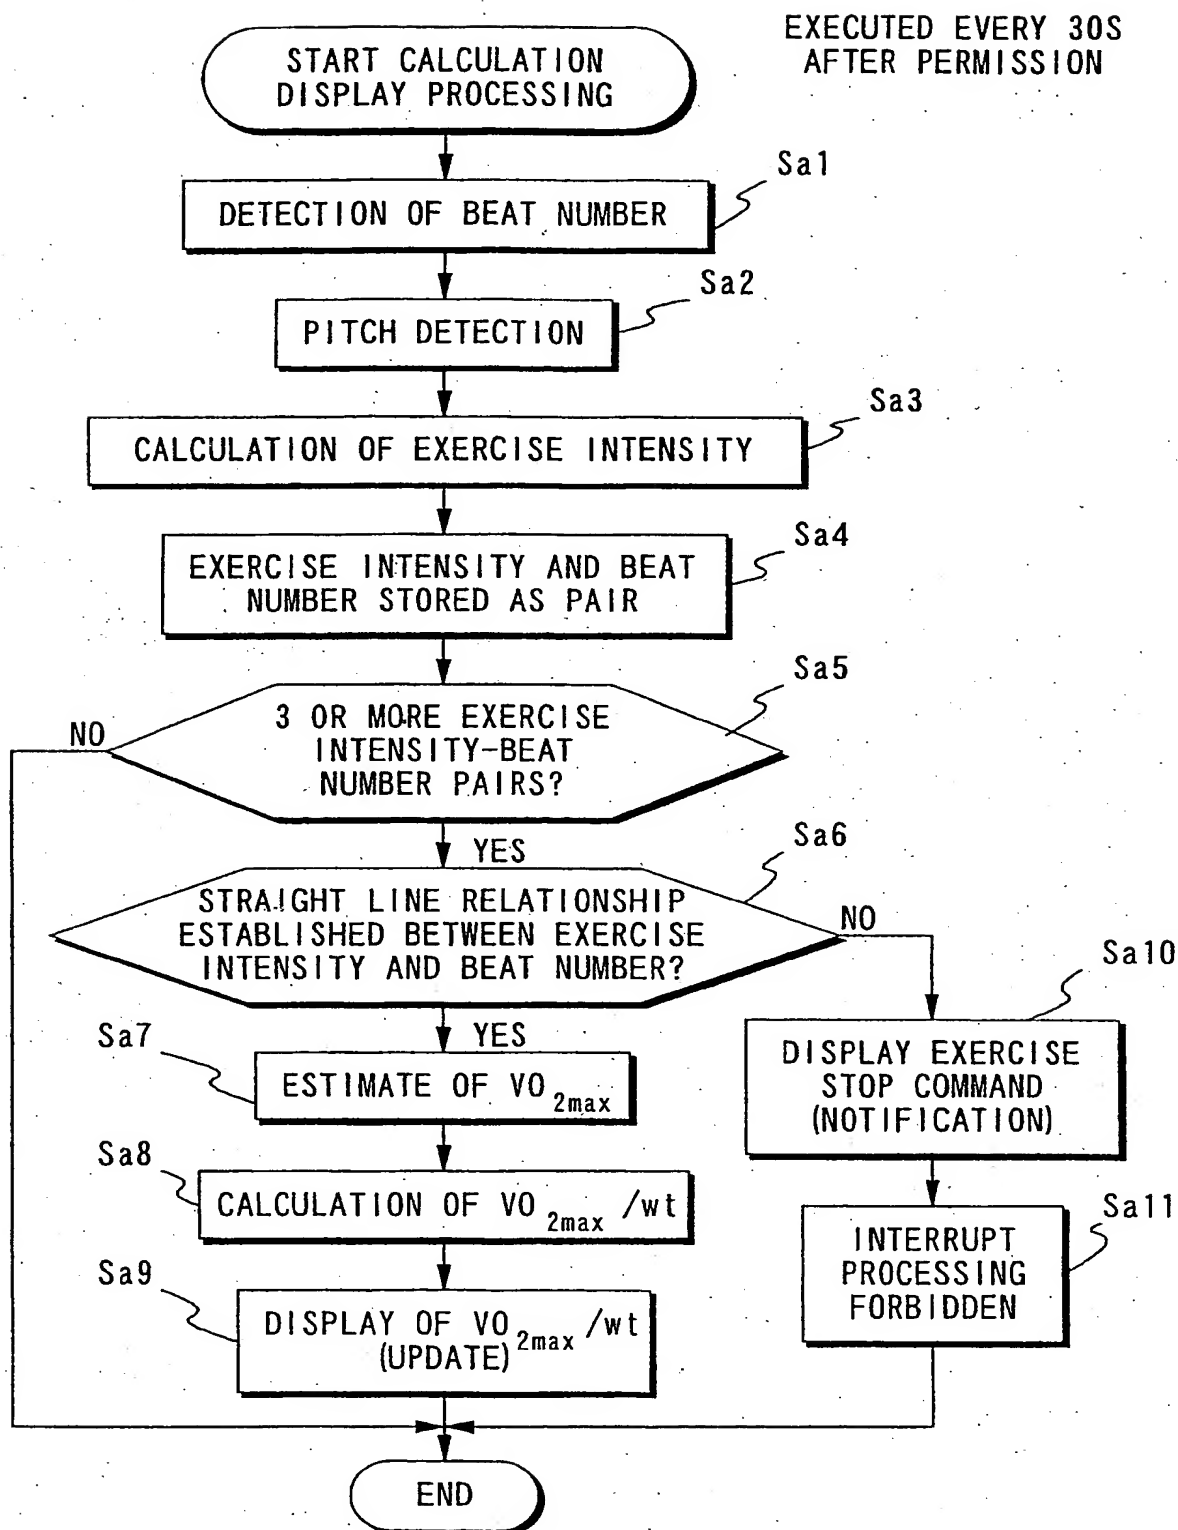 EXECUTED EVERY 30S
AFTER PERMISSION
START CALCULATION
DISPLAY PROCESSING
Sa1
DETECTION OF BEAT NUMBER
Sa2
PITCH DETECTION
Sa3
CALCULATION OF EXERCISE INTENSITY
Sa4
EXERCISE INTENSITY AND BEAT
NUMBER STORED AS PAIR
Sa5
NO
3 OR MORE EXERCISE
INTENSITY-BEAT
NUMBER PAIRS?
YES
Sa6
STRAIGHT LINE RELATIONSHIP
ESTABLISHED BETWEEN EXERCISE
INTENSITY AND BEAT NUMBER?
NO
YES
Sa7
ESTIMATE OF VO2max
Sa8
CALCULATION OF VO2max /wt
Sa9
DISPLAY OF VO2max /wt
(UPDATE)
Sa10
DISPLAY EXERCISE
STOP COMMAND
(NOTIFICATION)
Sa11
INTERRUPT
PROCESSING
FORBIDDEN
END